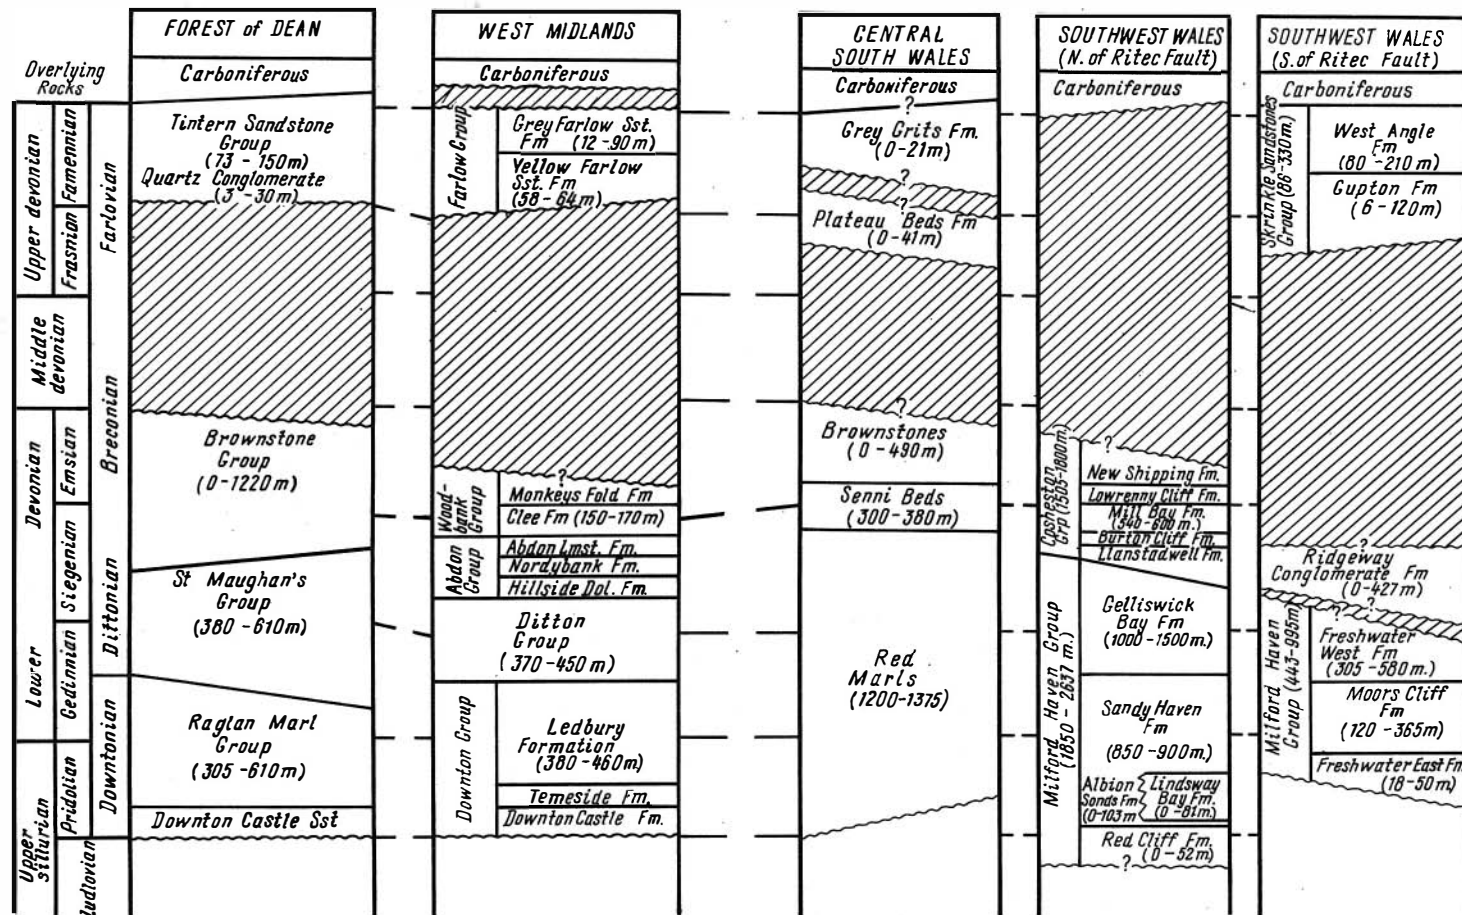 Overlying
Rocks
Upper devonian
Famennian
Frasnian
Middle
devonian
Lower Devonian
Emsian
Siegenian
Gedinnian
Upper
sillurian
Pridolian
ludlovian
Farlovian
Breconian
Dittonian
Downtonian
FOREST of DEAN
Carboniferous
Tintern Sandstone
Group
(73 - 150m)
Quartz Conglomerate
(3 - 30m)
Brownstone
Group
(0-1220m)
St Maughan's
Group
(380 - 610m)
Raglan Marl
Group
(305 - 610m)
Downton Castle Sst
WEST MIDLANDS
Carboniferous
Farlow Group
Grey Farlow Sst.
Fm (12 -90m)
Yellow Farlow
Sst. Fm
(58 - 64m)
?
Wood-
bank
Group
Monkeys Fold Fm
Clee Fm (150-170m)
Abdon
Group
Abdon Lmst. Fm.
Nordybank Fm.
Hillside Dol. Fm.
Ditton
Group
(370 -450 m)
Downton Group
Ledbury
Formation
(380 -460m)
Temeside Fm.
Downton Castle Fm.
CENTRAL
SOUTH WALES
Carboniferous
?
Grey Grits Fm.
(0-21m)
?
?
Plateau Beds Fm
(0-41m)
?
Brownstones
(0 -490m)
Senni Beds
(300-380m)
Red
Marls
(1200-1375)
SOUTHWEST WALES
(N. of Ritec Fault)
Carboniferous
?
Cosheston
Grp (1505-1800m.)
New Shipping Fm.
Lowrenny Cliff Fm.
Mill Bay Fm.
(540-600 m.)
Burton Cliff Fm.
Llanstadwell Fm.
Milford Haven Group
(1850 - 2637 m.)
Gelliswick
Bay Fm
(1000 -1500m.)
Sandy Haven
Fm
(850 -900m.)
Albion
Sonds Fm
(0-103m
Lindsway
Bay Fm.
(0 -81m.)
Red Cliff Fm.
? (0-52m)
SOUTHWEST WALES
(S. of Ritec Fault)
Carboniferous
Skrinkle Sandstones
Group (86-330m.)
West Angle
Fm
(80 -210 m)
Gupton Fm
(6 -120m)
?
Ridgeway
Conglomerate Fm
(0-427m)
?
?
Milford Haven
Group (443-995m)
Freshwater
West Fm
(305 -580m.)
Moors Cliff
Fm
(120 -365m)
Freshwater East Fm
(18-50m)